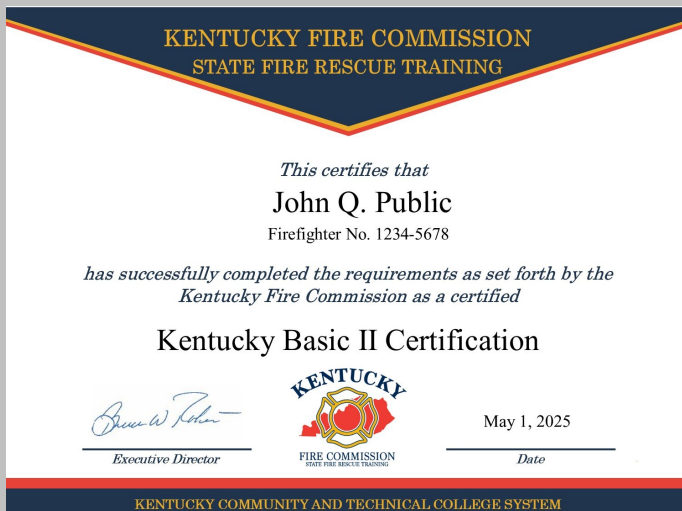 KENTUCKY FIRE COMMISSION
STATE FIRE RESCUE TRAINING
This certifies that
John Q. Public
Firefighter No. 1234-5678
has successfully completed the requirements as set forth by the
Kentucky Fire Commission as a certified
Kentucky Basic II Certification
KENTUCKY
FIRE COMMISSION
STATE FIRE RESCUE TRAINING
May 1, 2025
Executive Director
Date
KENTUCKY COMMUNITY AND TECHNICAL COLLEGE SYSTEM